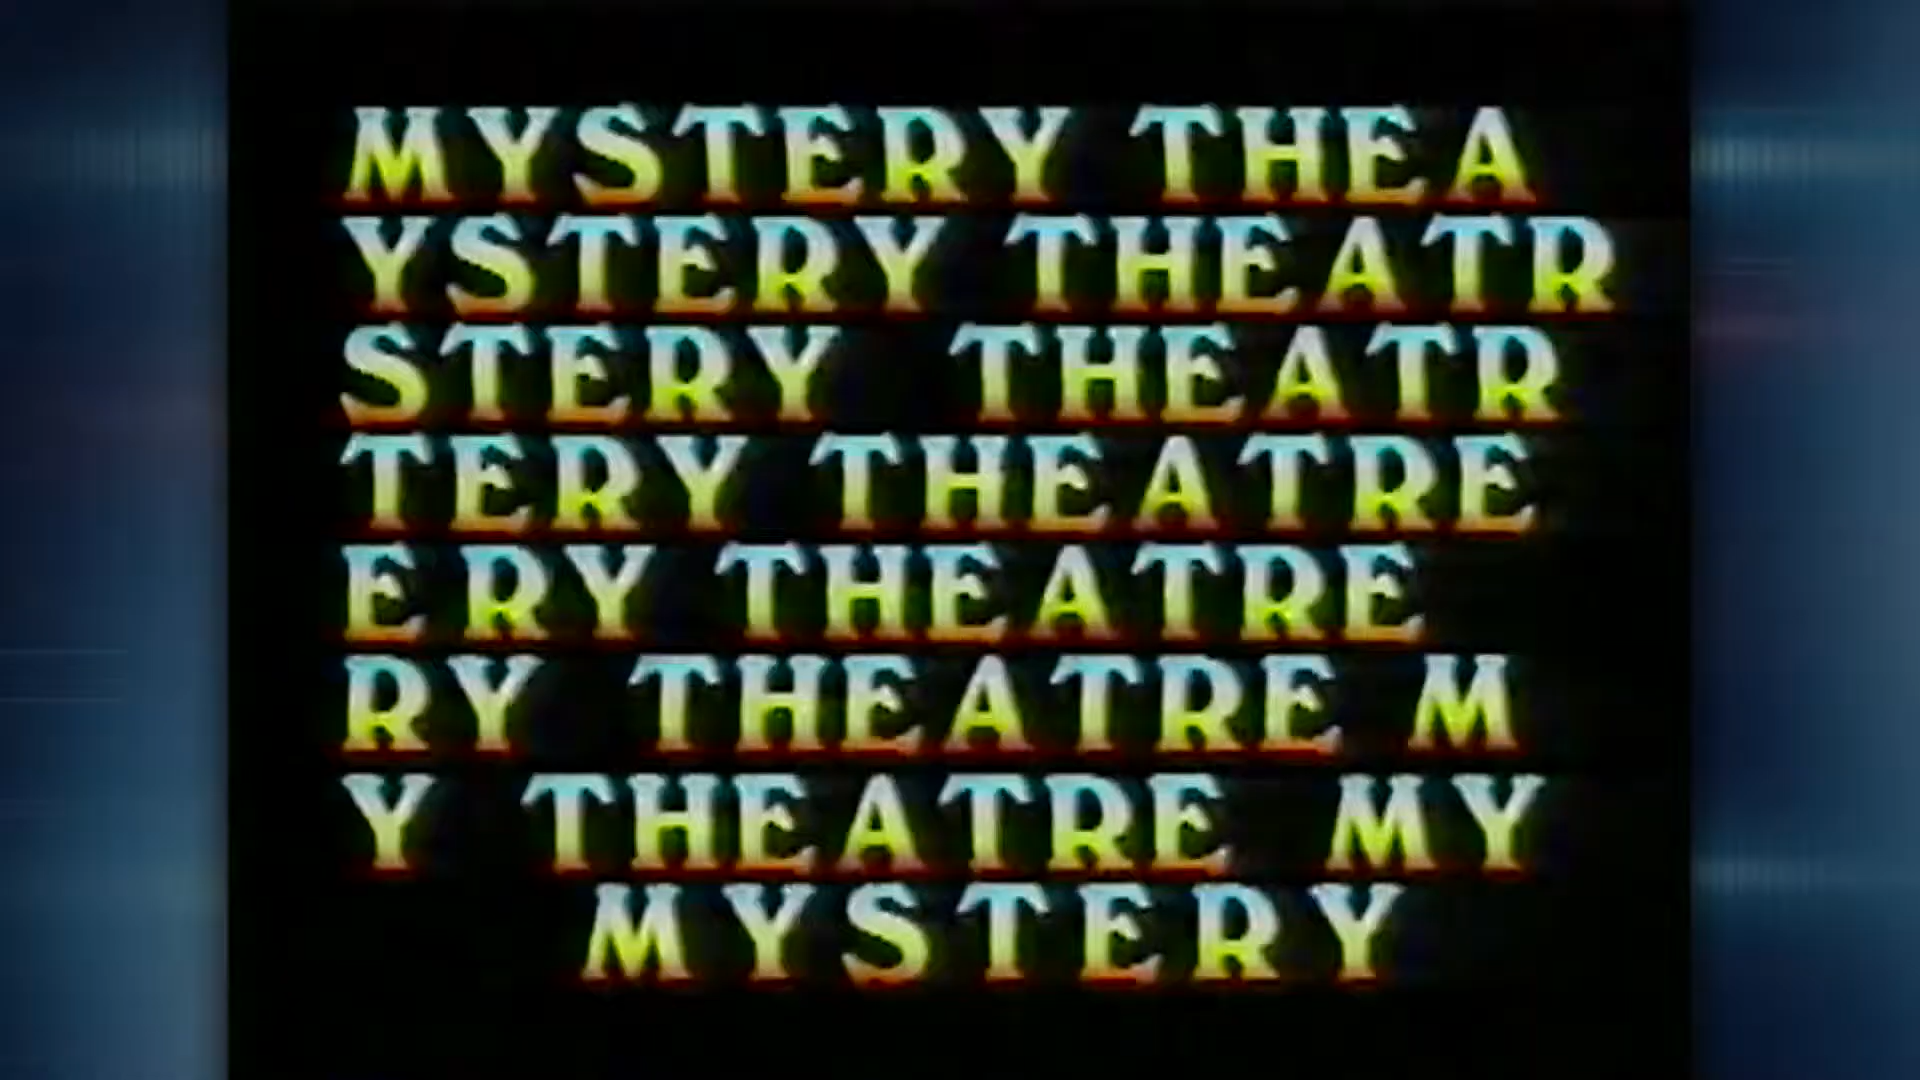 MYSTERY THEA
YSTERY THEATR
STERY THEATR
TERY THEATRE
ERY THEATRE
RY THEATRE M
Y THEATRE MY
MYSTERY